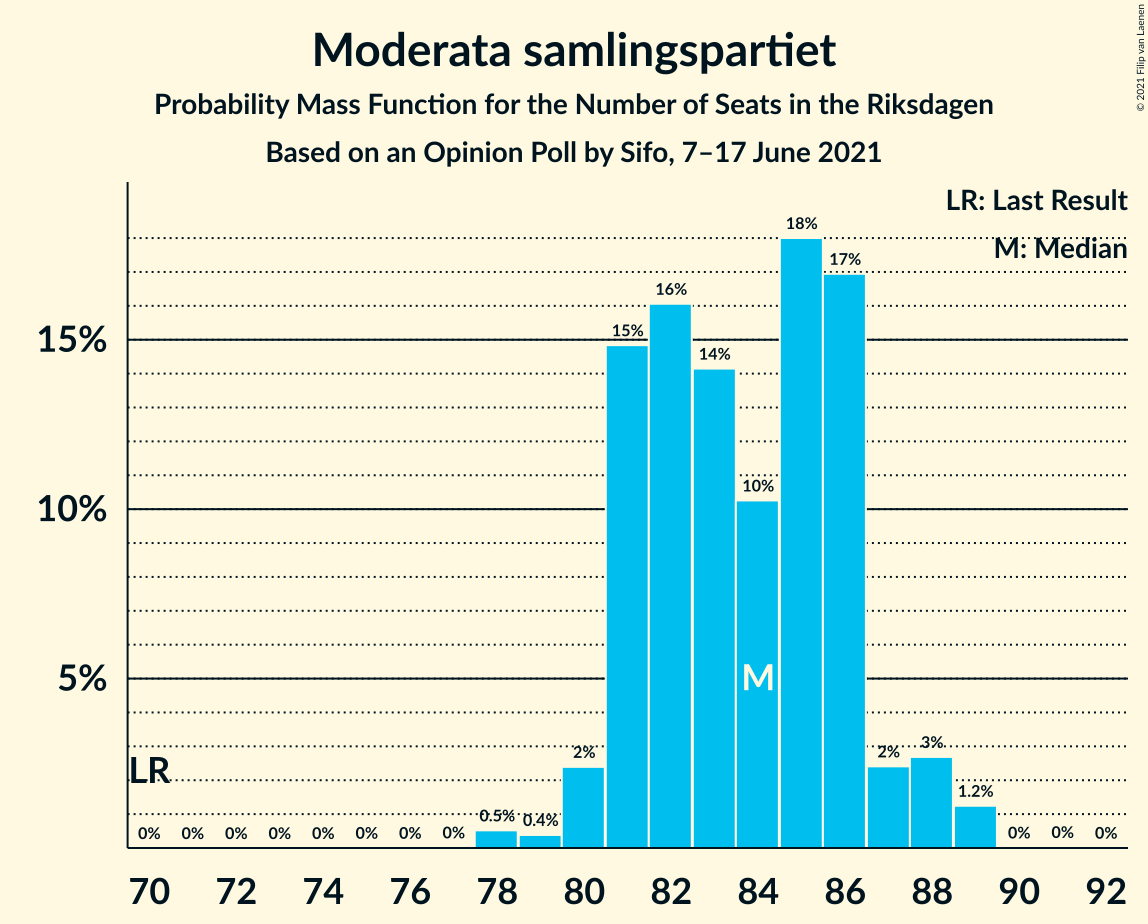 Moderata samlingspartiet
Probability Mass Function for the Number of Seats in the Riksdagen
Based on an Opinion Poll by Sifo, 7–17 June 2021
© 2021 Filip van Laenen
LR: Last Result
M: Median
15%
10%
5%
LR
0%
0%
0%
0%
0%
0%
0%
0%
0.5%
0.4%
2%
15%
16%
14%
10%
M
18%
17%
2%
3%
1.2%
0%
0%
0%
70 72 74 76 78 80 82 84 86 88 90 92